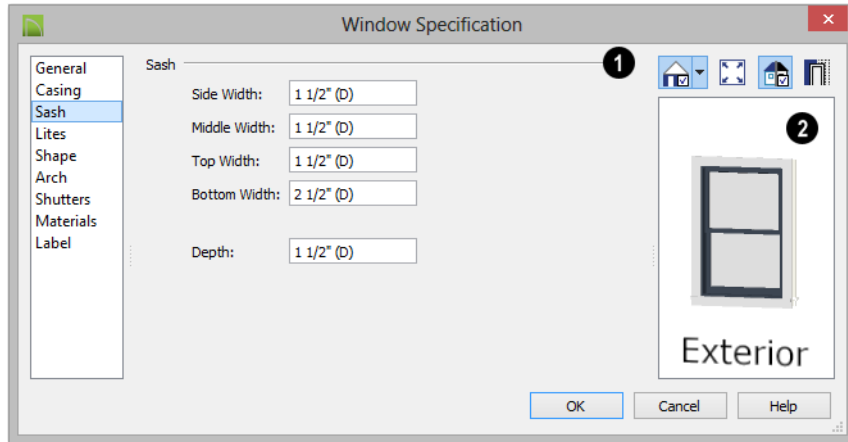 Window Specification
General
Casing
Sash
Lites
Shape
Arch
Shutters
Materials
Label
Sash
Side Width: 1 1/2" (D)
Middle Width: 1 1/2" (D)
Top Width: 1 1/2" (D)
Bottom Width: 2 1/2" (D)
Depth: 1 1/2" (D)
1
2
Exterior
OK Cancel Help